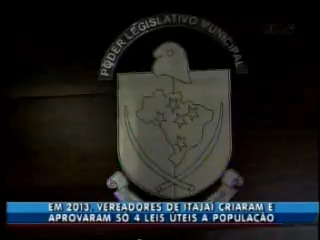 PODER LEGISLATIVO MUNICIPAL
EM 2013, VEREADORES DE ITAJAÍ CRIARAM E
APROVARAM SÓ 4 LEIS ÚTEIS A POPULAÇÃO